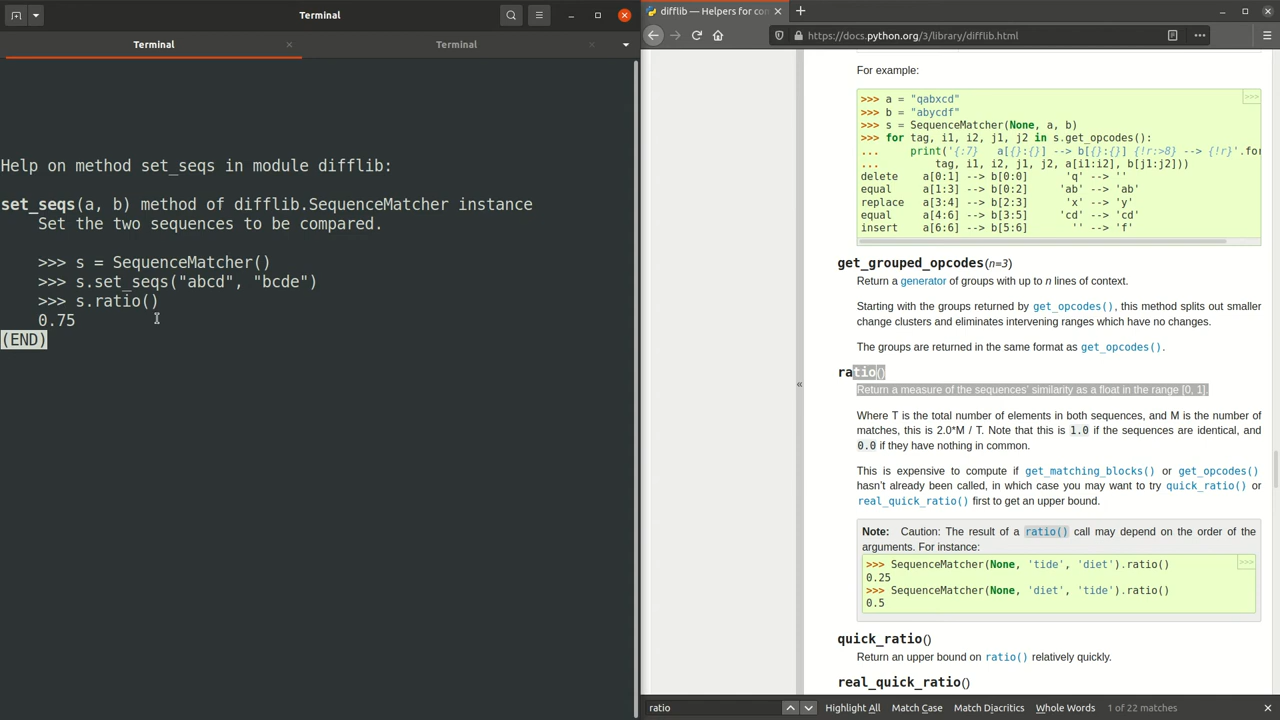 Terminal
Terminal
Terminal
Help on method set_seqs in module difflib:
set_seqs(a, b) method of difflib.SequenceMatcher instance
Set the two sequences to be compared.
>>> s = SequenceMatcher()
>>> s.set_seqs("abcd", "bcde")
>>> s.ratio()
0.75
(END)
difflib — Helpers for con
https://docs.python.org/3/library/difflib.html
For example:
>>>
>>> a = "qabxcd"
>>> b = "abycdf"
>>> s = SequenceMatcher(None, a, b)
>>> for tag, i1, i2, j1, j2 in s.get_opcodes():
... print('{:7} a[{}:{}] --> b[{}:{}] {!r:>8} --> {!r}'.for
... tag, i1, i2, j1, j2, a[i1:i2], b[j1:j2]))
delete a[0:1] --> b[0:0] 'q' --> ''
equal a[1:3] --> b[0:2] 'ab' --> 'ab'
replace a[3:4] --> b[2:3] 'x' --> 'y'
equal a[4:6] --> b[3:5] 'cd' --> 'cd'
insert a[6:6] --> b[5:6] '' --> 'f'
get_grouped_opcodes(n=3)
Return a generator of groups with up to n lines of context.
Starting with the groups returned by get_opcodes(), this method splits out smaller
change clusters and eliminates intervening ranges which have no changes.
The groups are returned in the same format as get_opcodes().
ratio()
Return a measure of the sequences' similarity as a float in the range [0, 1].
Where T is the total number of elements in both sequences, and M is the number of
matches, this is 2.0*M / T. Note that this is 1.0 if the sequences are identical, and
0.0 if they have nothing in common.
This is expensive to compute if get_matching_blocks() or get_opcodes()
hasn't already been called, in which case you may want to try quick_ratio() or
real_quick_ratio() first to get an upper bound.
Note: Caution: The result of a ratio() call may depend on the order of the
arguments. For instance:
>>>
>>> SequenceMatcher(None, 'tide', 'diet').ratio()
0.25
>>> SequenceMatcher(None, 'diet', 'tide').ratio()
0.5
quick_ratio()
Return an upper bound on ratio() relatively quickly.
real_quick_ratio()
«
ratio Highlight All Match Case Match Diacritics Whole Words 1 of 22 matches